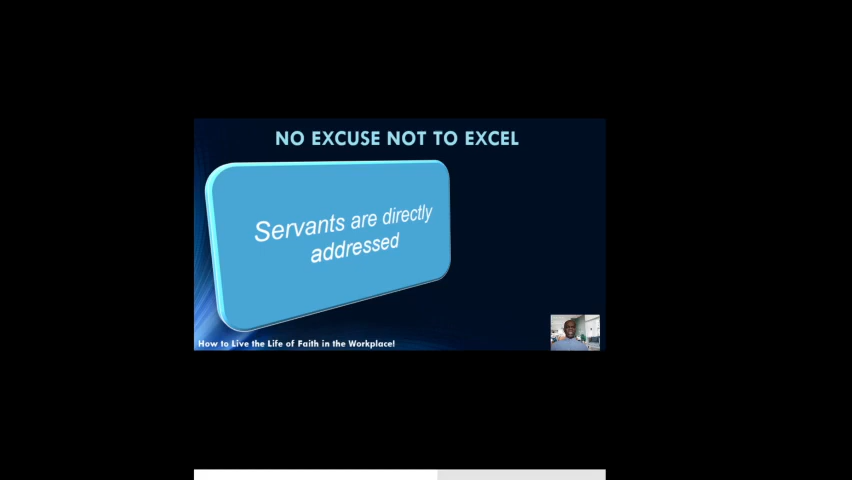 NO EXCUSE NOT TO EXCEL
Servants are directly
addressed
How to Live the Life of Faith in the Workplace!